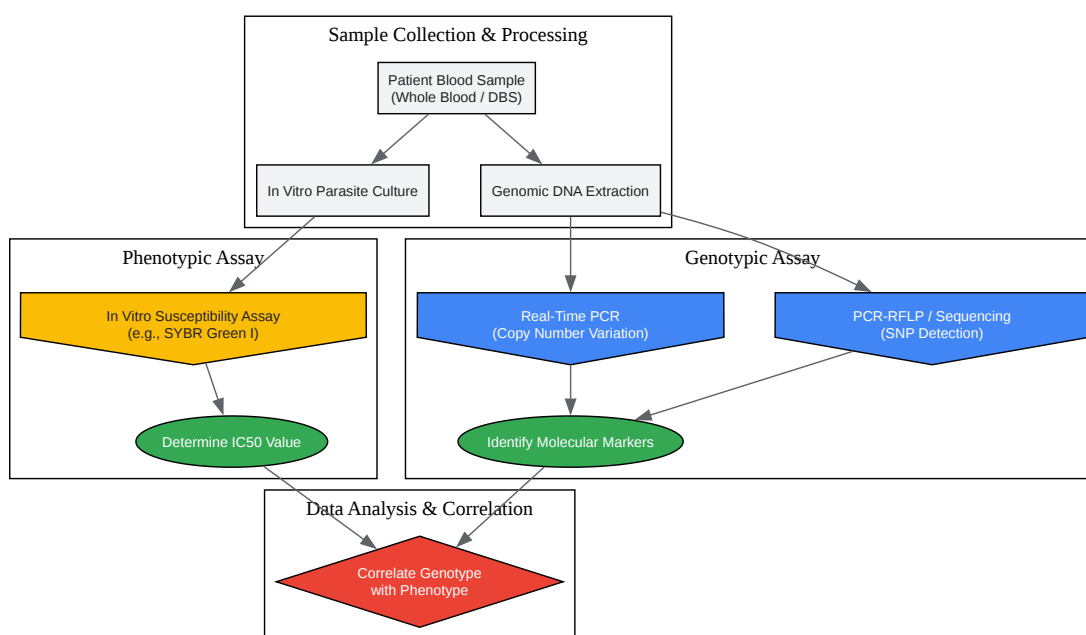 Sample Collection & Processing
Patient Blood Sample
(Whole Blood / DBS)
In Vitro Parasite Culture
Genomic DNA Extraction
Phenotypic Assay
In Vitro Susceptibility Assay
(e.g., SYBR Green I)
Determine IC50 Value
Genotypic Assay
Real-Time PCR
(Copy Number Variation)
PCR-RFLP / Sequencing
(SNP Detection)
Identify Molecular Markers
Data Analysis & Correlation
Correlate Genotype
with Phenotype